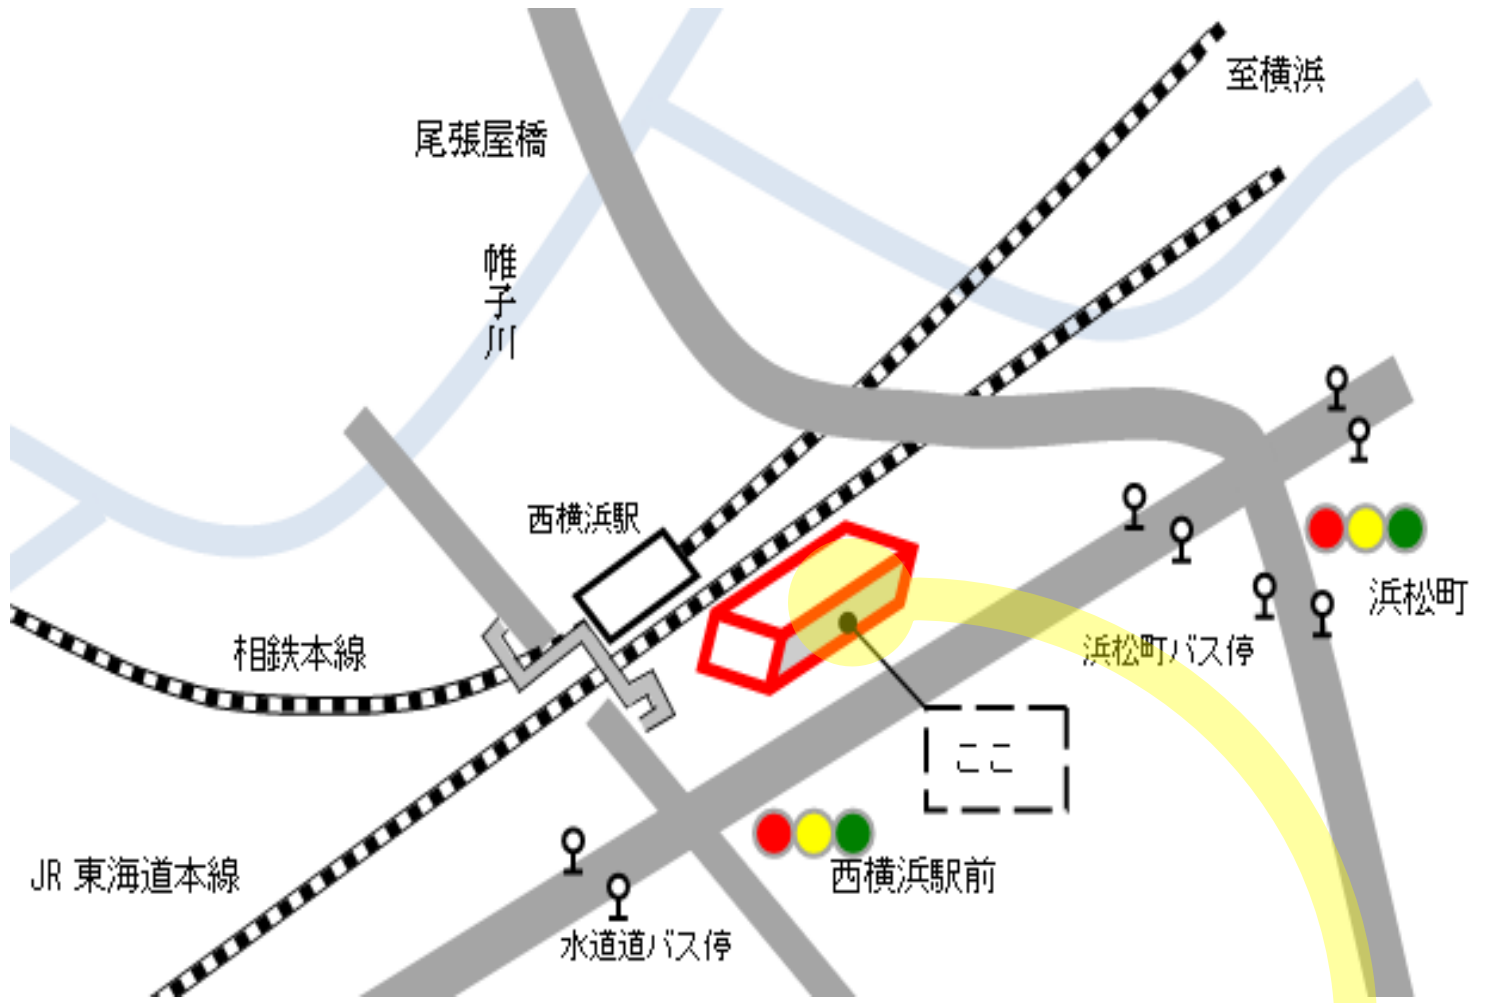 至横浜
尾張屋橋
帷子川
西横浜駅
浜松町
相鉄本線
浜松町バス停
ここ
JR 東海道本線
西横浜駅前
水道道バス停